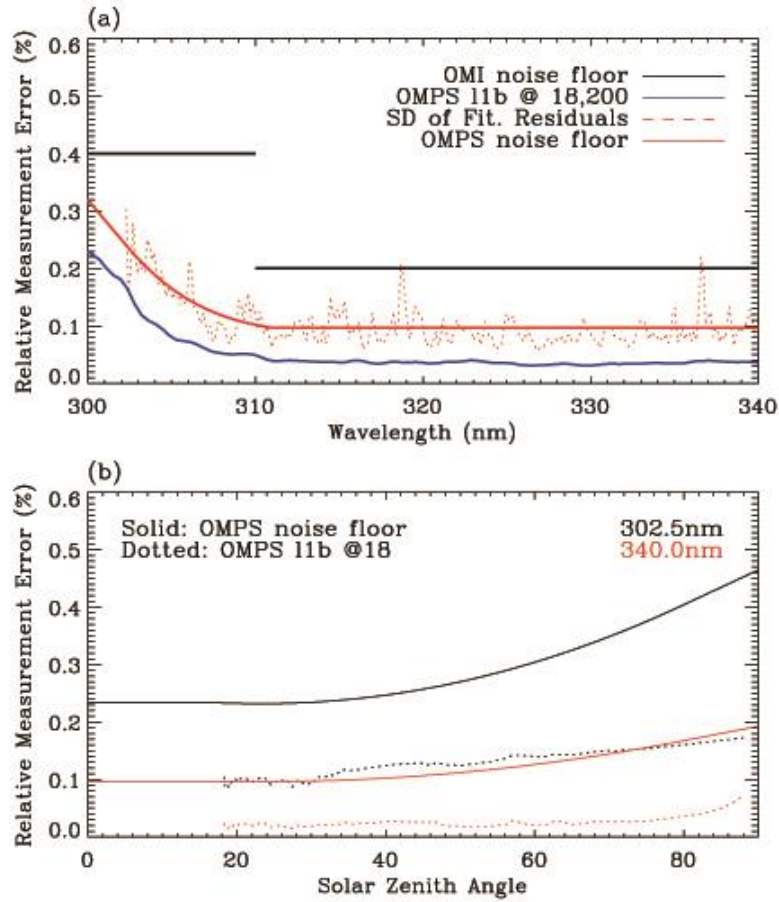 (a)
0.6
0.5
0.4
0.3
0.2
0.1
0.0
Relative Measurement Error (%)
OMI noise floor
OMPS l1b @ 18,200
SD of Fit. Residuals
OMPS noise floor
300 310 320 330 340
Wavelength (nm)
(b)
0.6
0.5
0.4
0.3
0.2
0.1
0.0
Relative Measurement Error (%)
Solid: OMPS noise floor 302.5nm
Dotted: OMPS l1b @18 340.0nm
0 20 40 60 80
Solar Zenith Angle